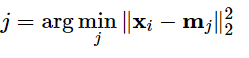 j = arg min_j ||x_i − m_j||_2^2